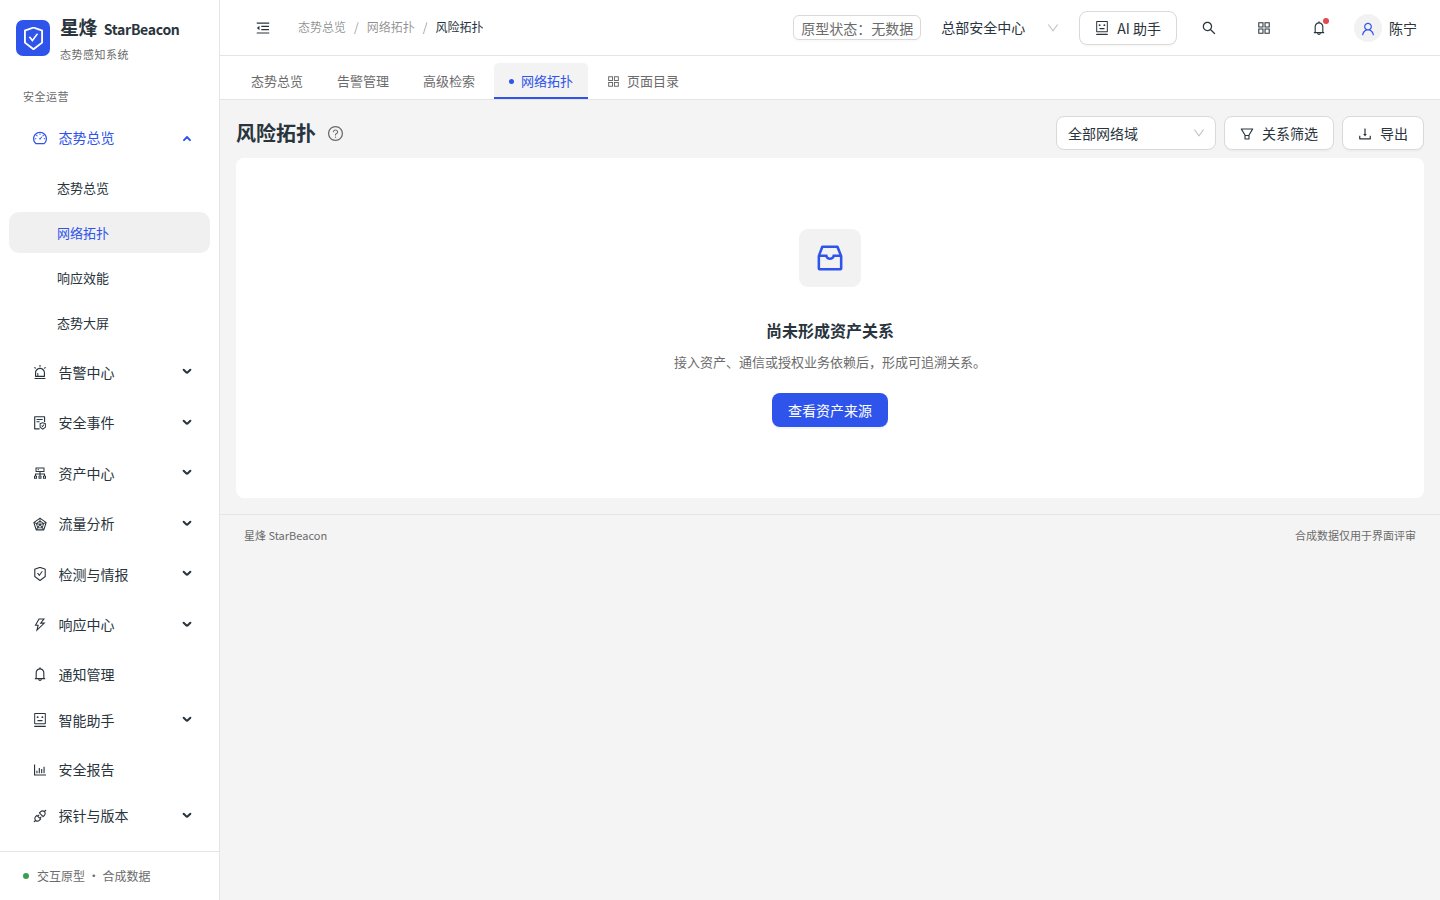 星烽 StarBeacon
态势感知系统
安全运营
态势总览
态势总览
网络拓扑
响应效能
态势大屏
告警中心
安全事件
资产中心
流量分析
检测与情报
响应中心
通知管理
智能助手
安全报告
探针与版本
交互原型 · 合成数据
态势总览 / 网络拓扑 / 风险拓扑
原型状态：无数据
总部安全中心
AI 助手
陈宁
态势总览 告警管理 高级检索 网络拓扑 页面目录
风险拓扑
全部网络域
关系筛选
导出
尚未形成资产关系
接入资产、通信或授权业务依赖后，形成可追溯关系。
查看资产来源
星烽 StarBeacon
合成数据仅用于界面评审